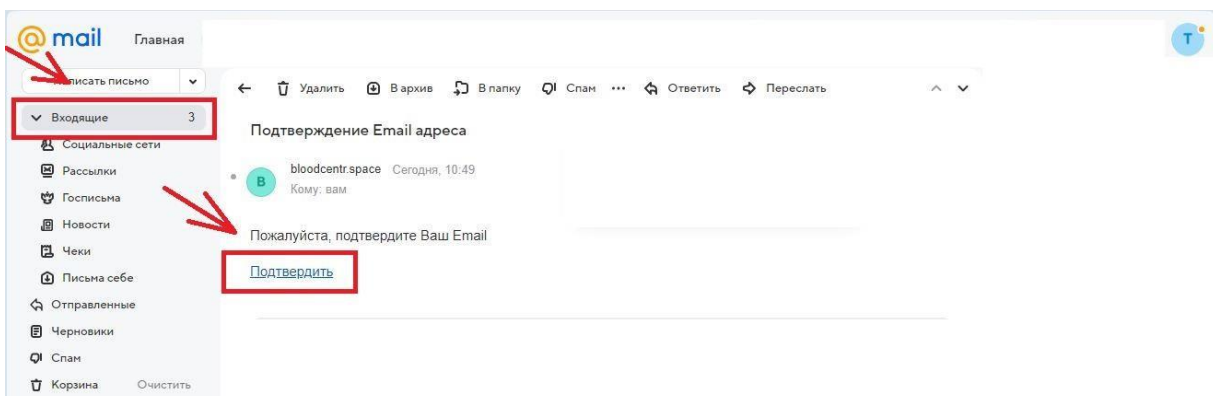 mail Главная
T
Написать письмо
Удалить В архив В папку Спам Ответить Переслать
Входящие 3
Подтверждение Email адреса
Социальные сети
Рассылки
bloodcentr.space Сегодня, 10:49
B
Кому: вам
Госписьма
Новости
Пожалуйста, подтвердите Ваш Email
Чеки
Подтвердить
Письма себе
Отправленные
Черновики
Спам
Корзина Очистить